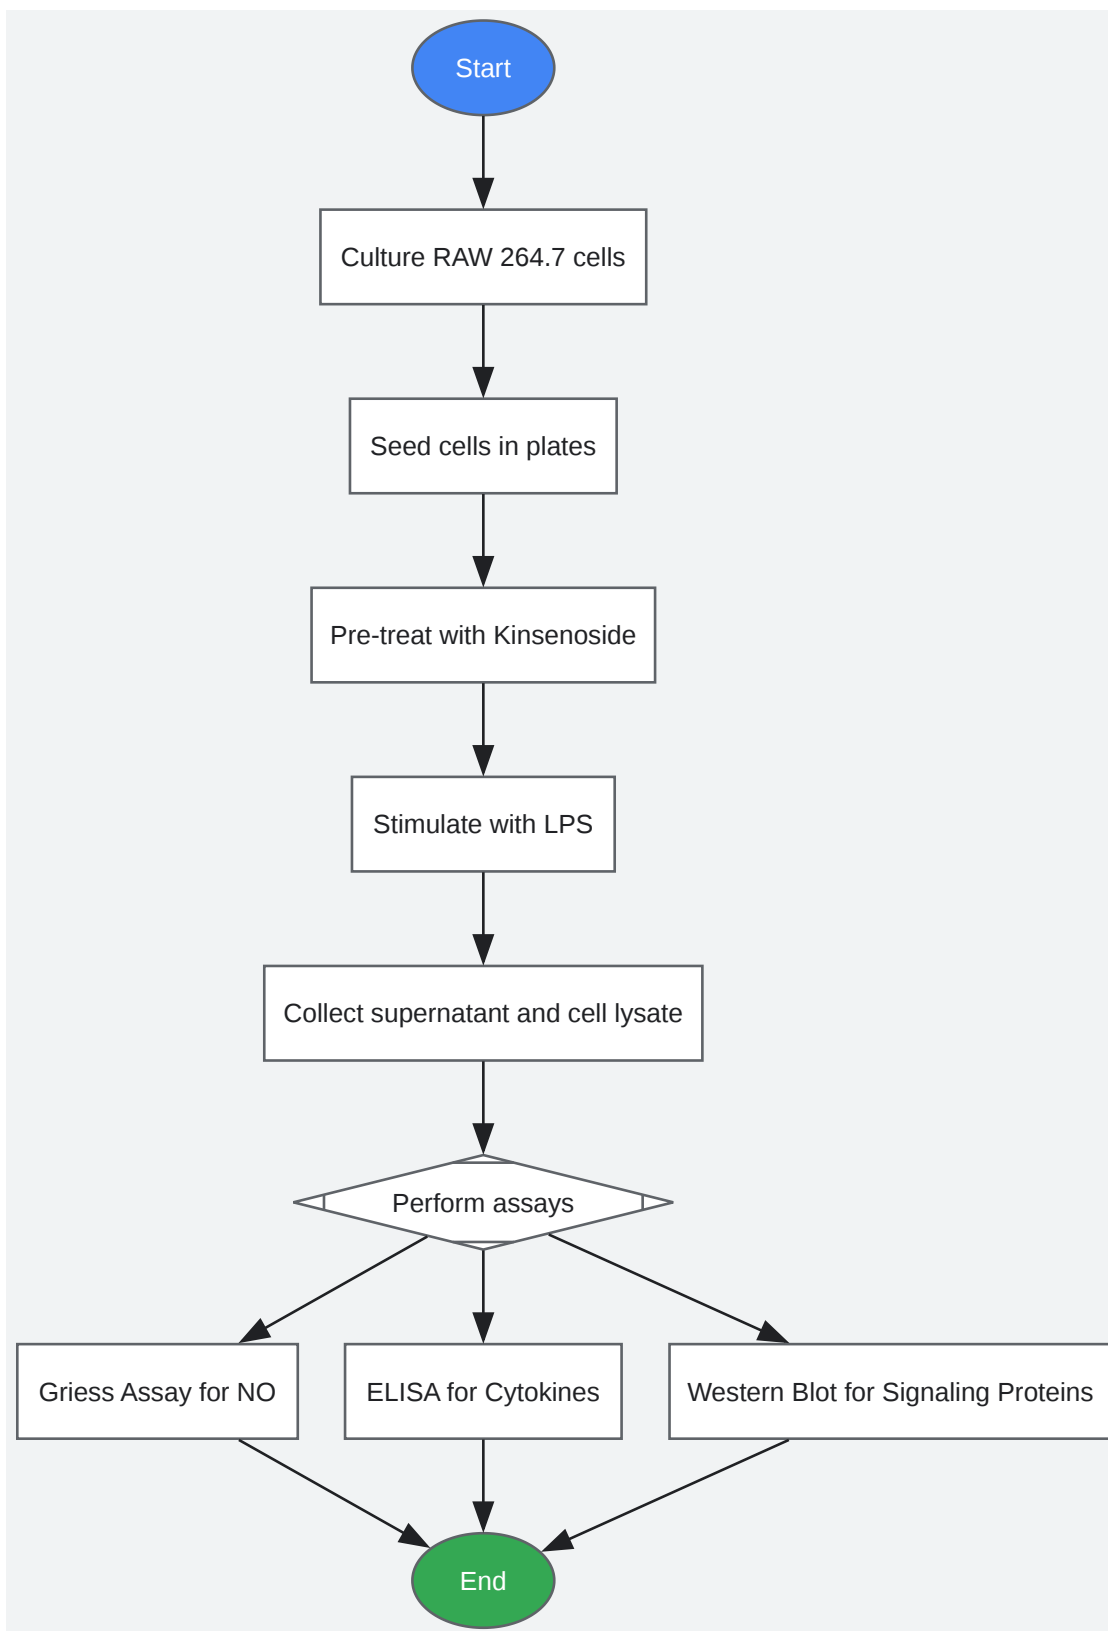 Start
Culture RAW 264.7 cells
Seed cells in plates
Pre-treat with Kinsenoside
Stimulate with LPS
Collect supernatant and cell lysate
Perform assays
Griess Assay for NO
ELISA for Cytokines
Western Blot for Signaling Proteins
End